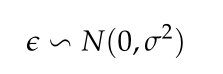 ϵ ∽ N(0, σ²)